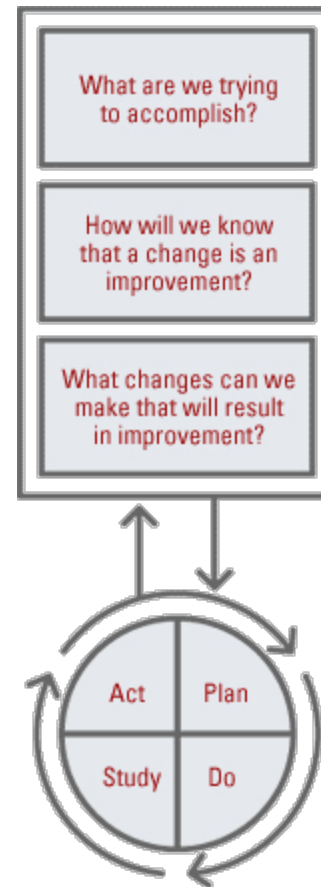 What are we trying
to accomplish?
How will we know
that a change is an
improvement?
What changes can we
make that will result
in improvement?
Act
Plan
Study
Do